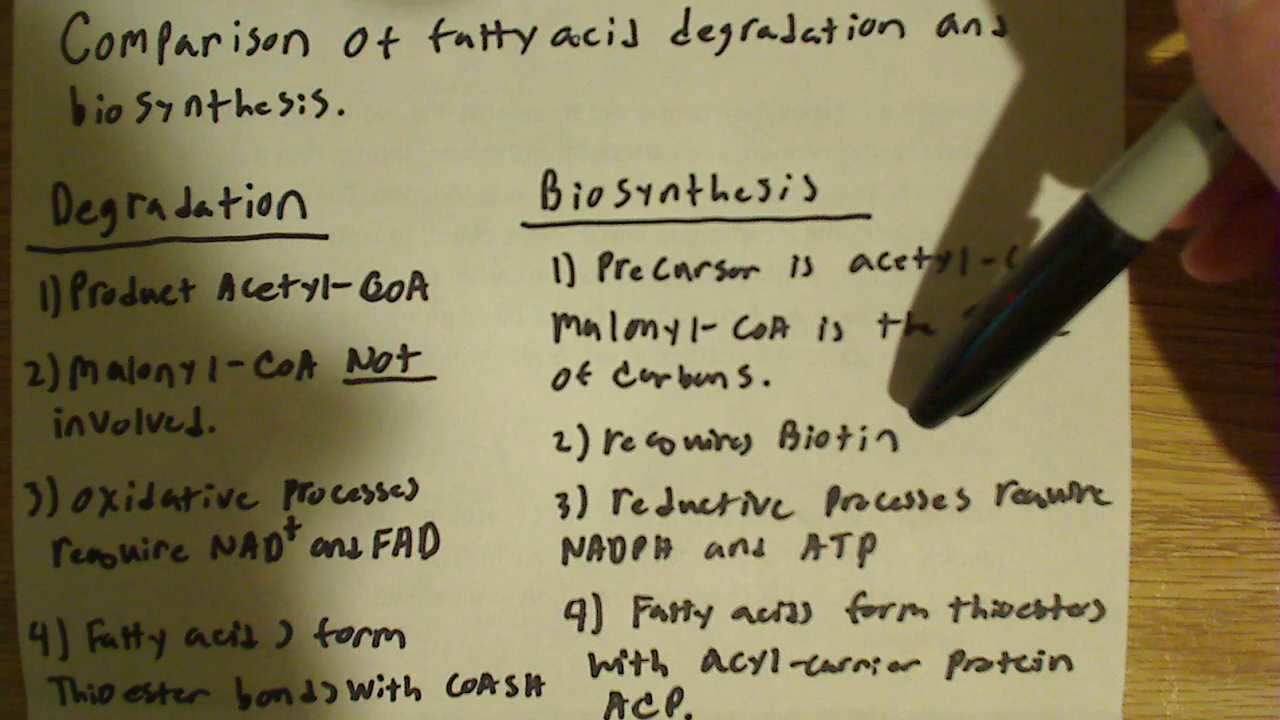 Comparison of fatty acid degradation and
biosynthesis.
Degradation
1) Product Acetyl-CoA
2) Malonyl-CoA Not
involved.
3) oxidative processes
require NAD+ and FAD
4) Fatty acids form
Thioester bonds with CoASH
Biosynthesis
1) Precursor is acetyl-C
Malonyl-CoA is the
of carbons.
2) requires Biotin
3) reductive processes require
NADPH and ATP
4) Fatty acids form thioesters
with acyl-carrier protein
ACP.